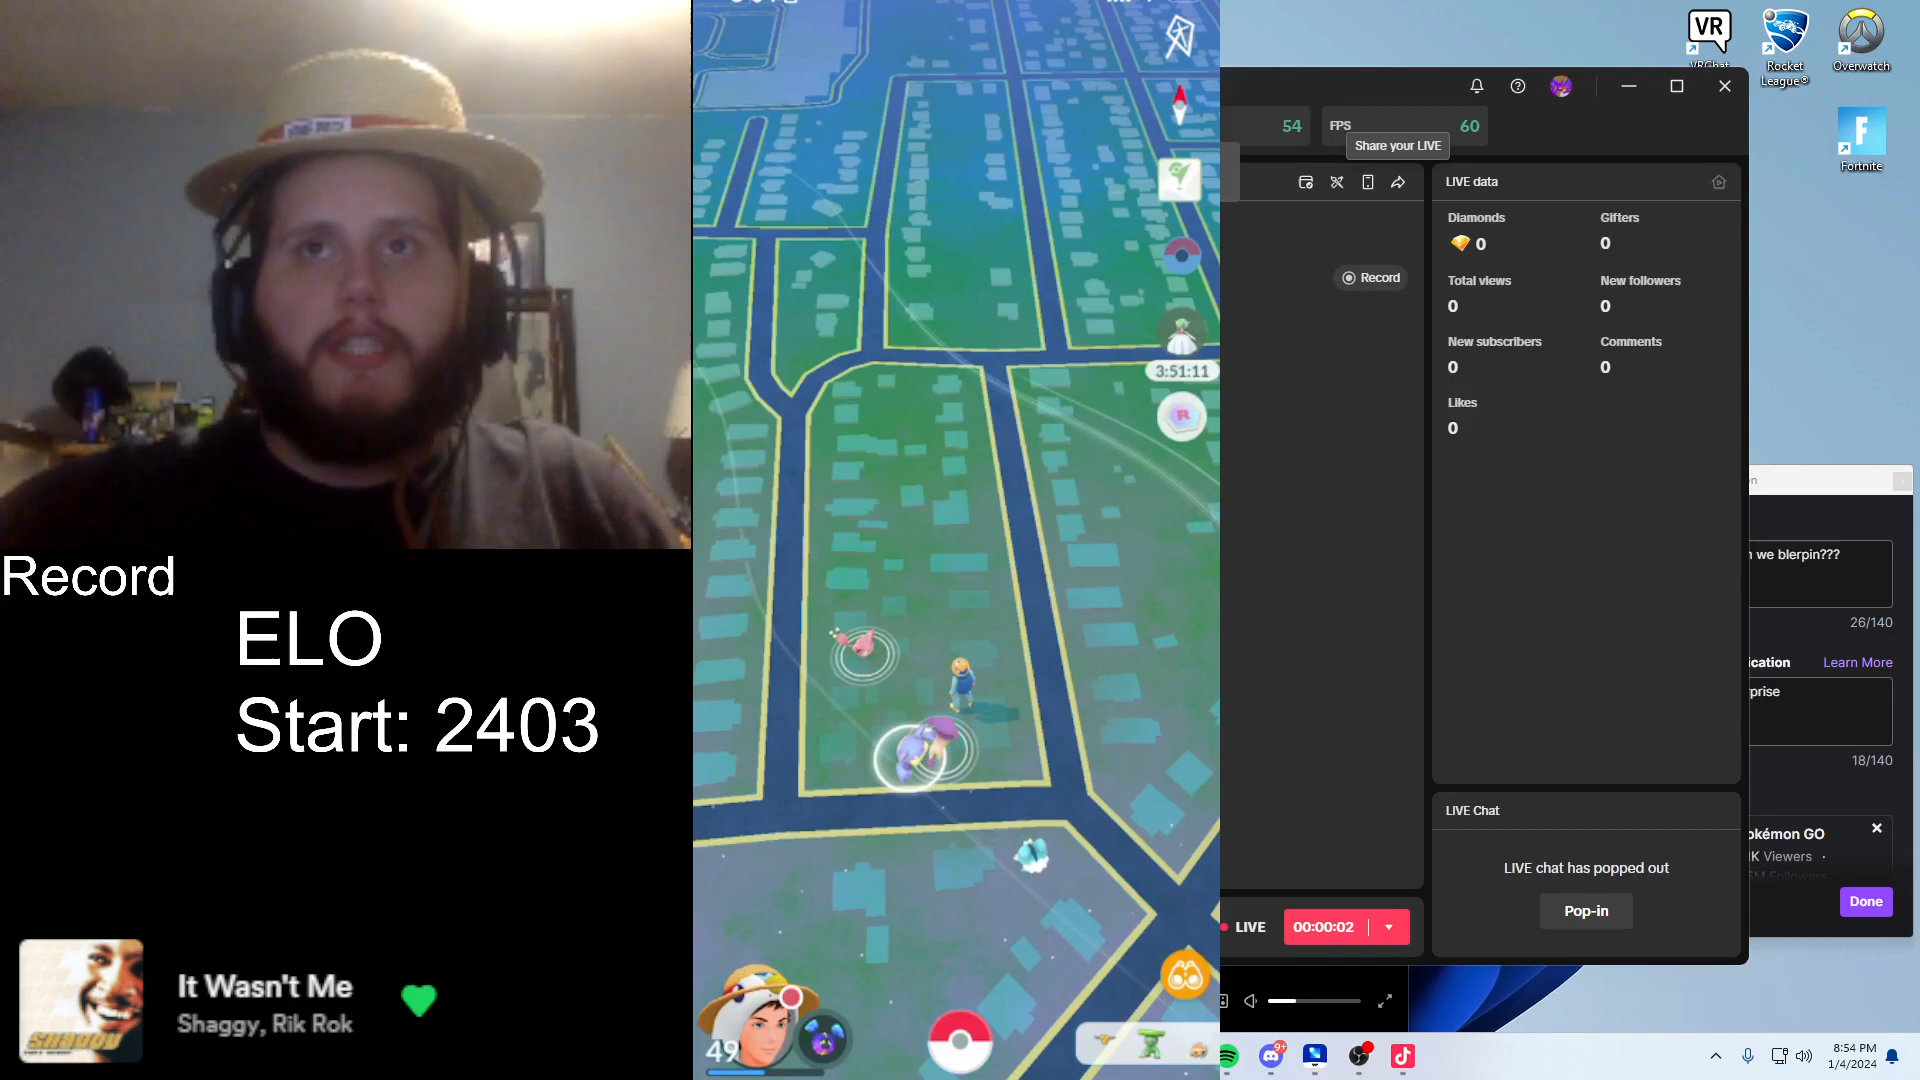 Record
ELO
Start: 2403
It Wasn't Me
Shaggy, Rik Rok
SHAGGY
3:51:11
R
49
54
FPS 60
Share your LIVE
Record
LIVE data
Diamonds
0
Gifters
0
Total views
0
New followers
0
New subscribers
0
Comments
0
Likes
0
LIVE Chat
LIVE chat has popped out
Pop-in
LIVE
00:00:02
VR
VRChat
Rocket
League®
Overwatch
Fortnite
n we blerpin???
26/140
ication
Learn More
rprise
18/140
okémon GO
K Viewers ·
Done
9+
8:54 PM
1/4/2024